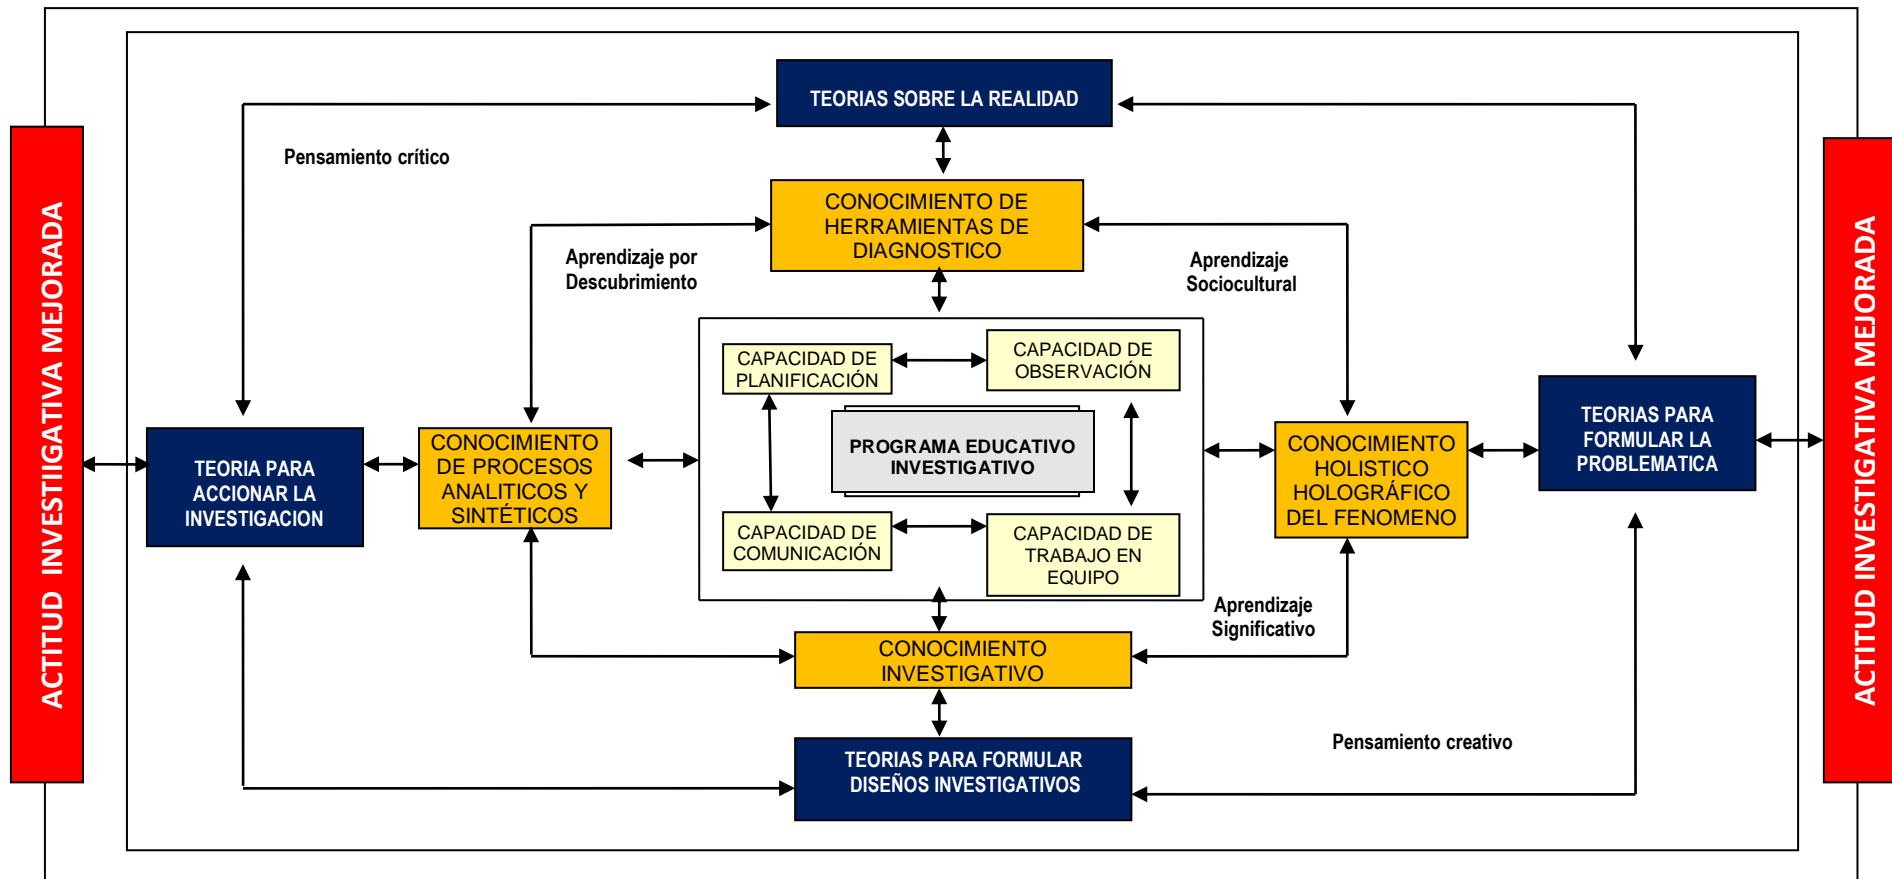 TEORIAS SOBRE LA REALIDAD
Pensamiento crítico
CONOCIMIENTO DE
HERRAMIENTAS DE
DIAGNOSTICO
Aprendizaje por
Descubrimiento
Aprendizaje
Sociocultural
ACTITUD  INVESTIGATIVA MEJORADA
TEORIA PARA
ACCIONAR LA
INVESTIGACION
CONOCIMIENTO
DE PROCESOS
ANALITICOS Y
SINTÉTICOS
CAPACIDAD DE
PLANIFICACIÓN
CAPACIDAD DE
OBSERVACIÓN
PROGRAMA EDUCATIVO
INVESTIGATIVO
CAPACIDAD DE
COMUNICACIÓN
CAPACIDAD DE
TRABAJO EN
EQUIPO
CONOCIMIENTO
HOLISTICO
HOLOGRÁFICO
DEL FENOMENO
TEORIAS PARA
FORMULAR LA
PROBLEMATICA
ACTITUD INVESTIGATIVA MEJORADA
Aprendizaje
Significativo
CONOCIMIENTO
INVESTIGATIVO
Pensamiento creativo
TEORIAS PARA FORMULAR
DISEÑOS INVESTIGATIVOS